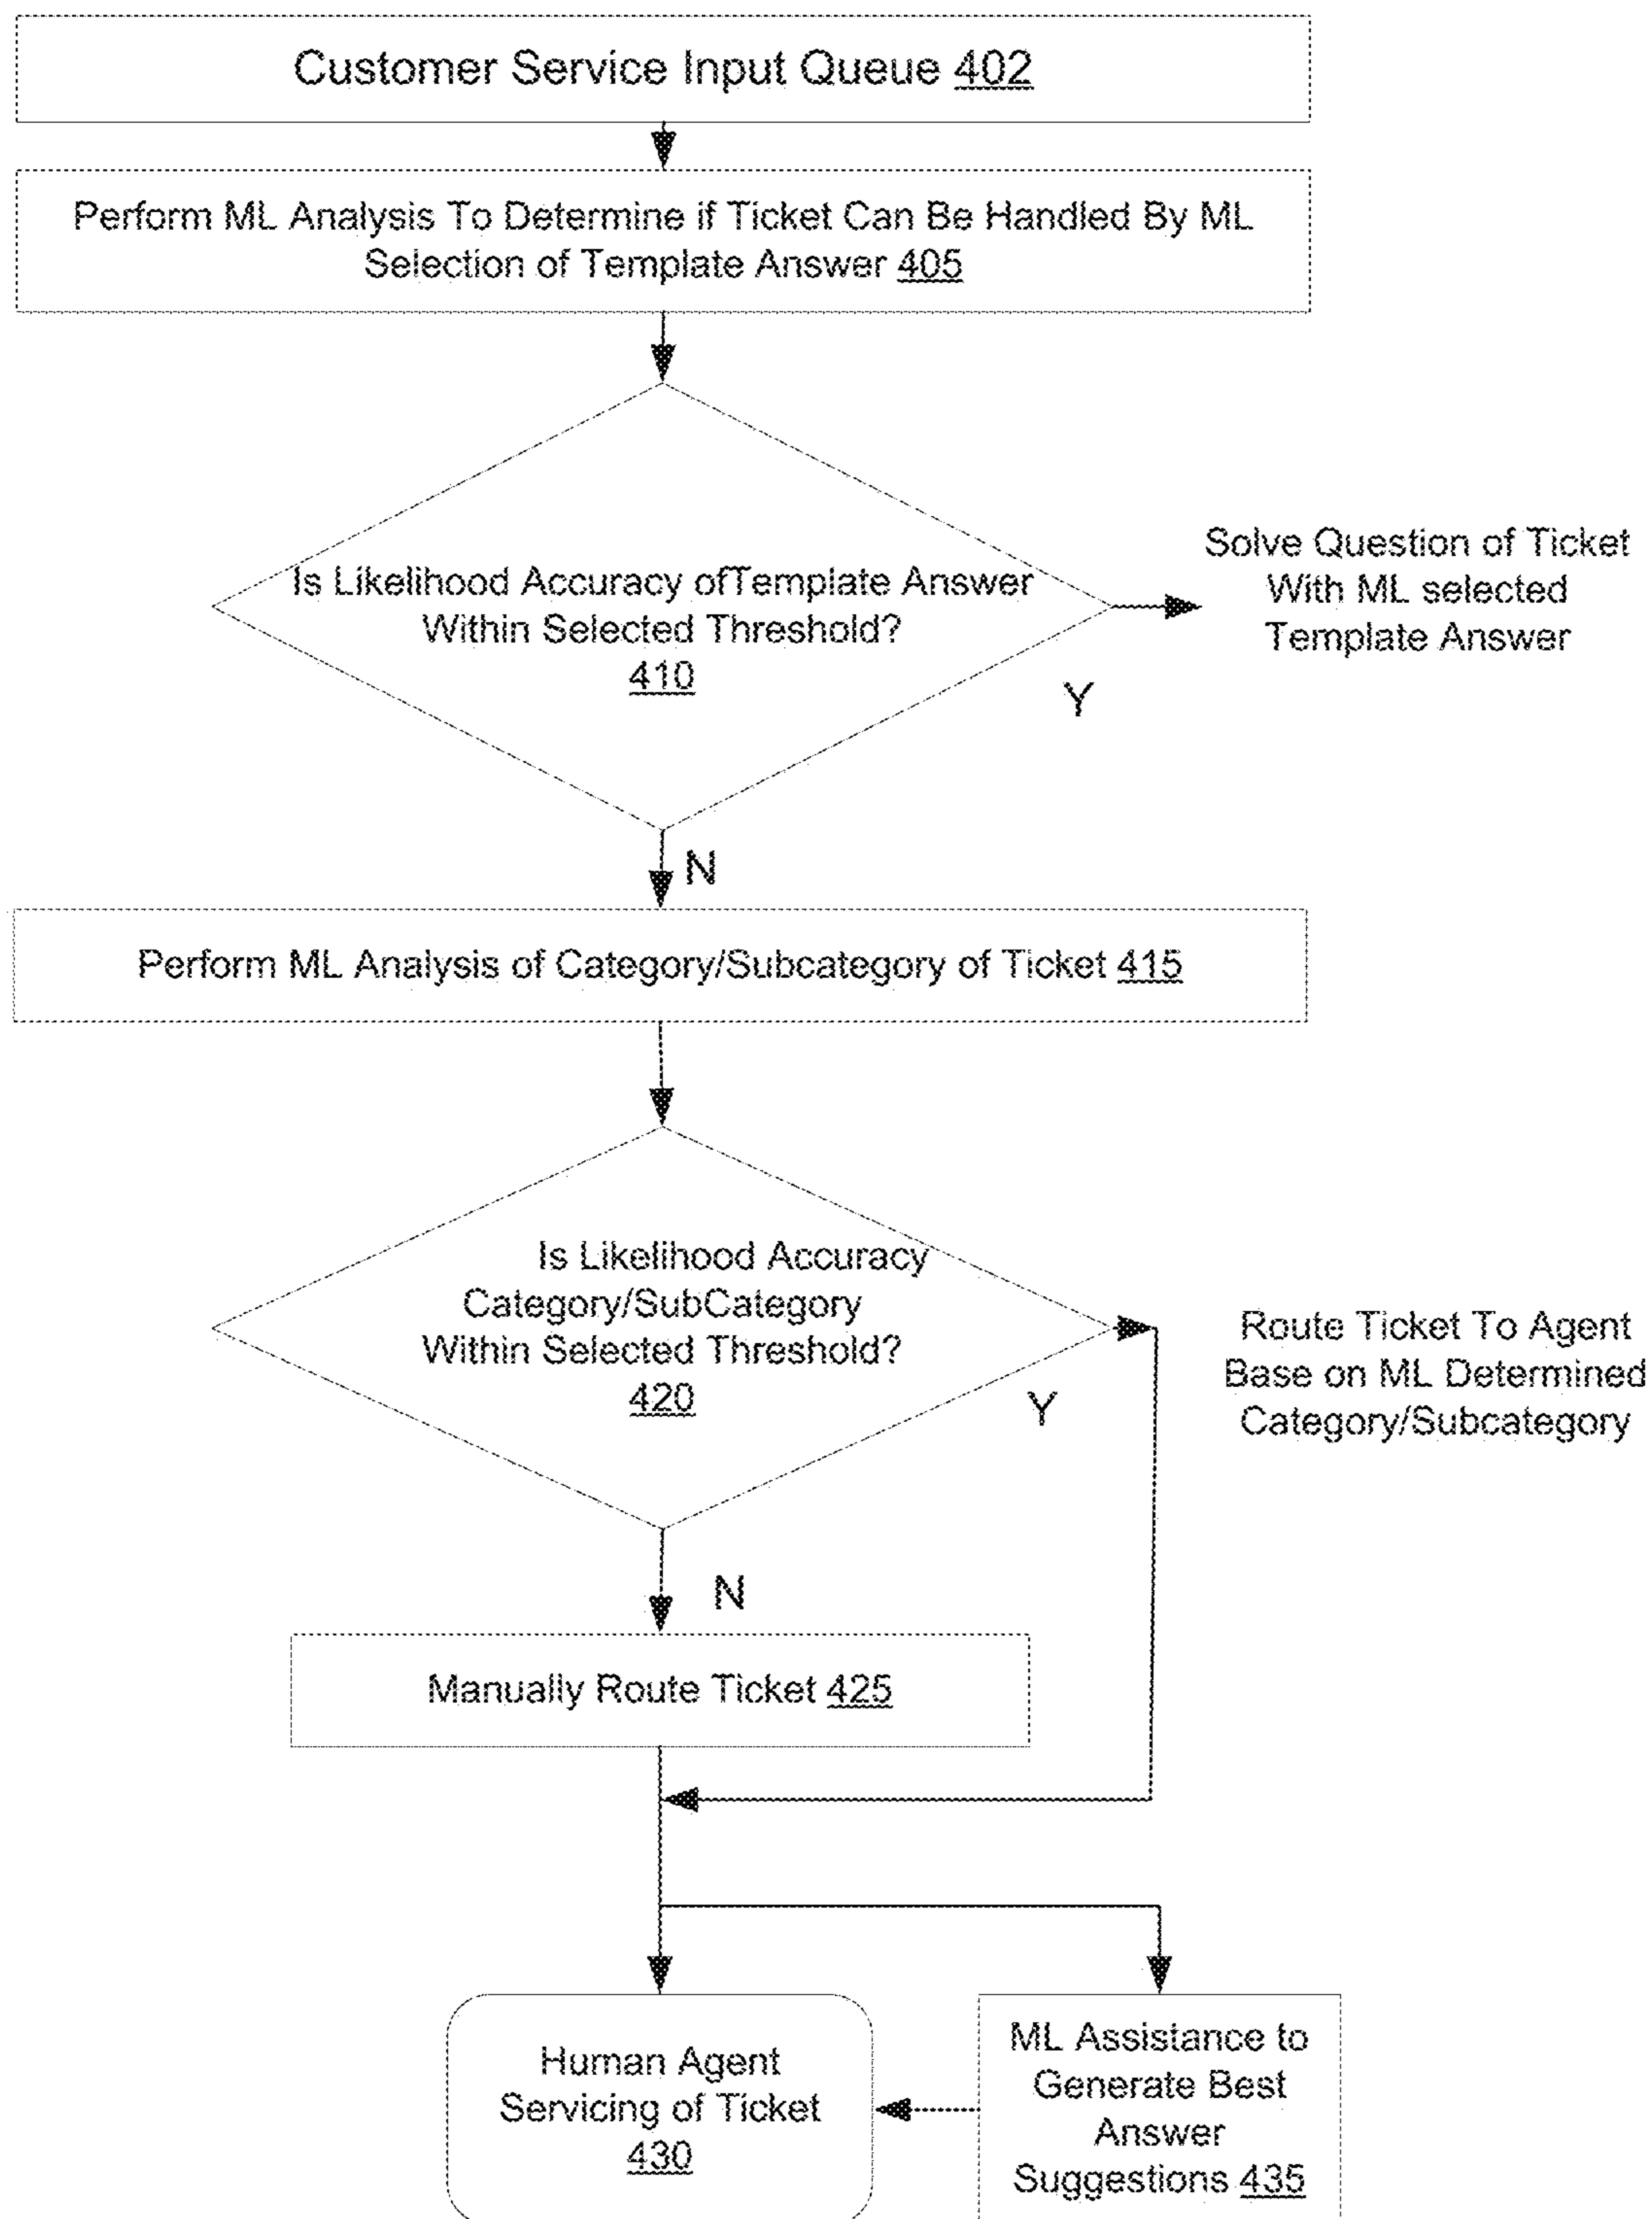 Customer Service Input Queue 402
Perform ML Analysis To Determine if Ticket Can Be Handled By ML
Selection of Template Answer 405
Is Likelihood Accuracy ofTemplate Answer
Within Selected Threshold?
410
Y
Solve Question of Ticket
With ML selected
Template Answer
N
Perform ML Analysis of Category/Subcategory of Ticket 415
Is Likelihood Accuracy
Category/SubCategory
Within Selected Threshold?
420
Y
Route Ticket To Agent
Base on ML Determined
Category/Subcategory
N
Manually Route Ticket 425
Human Agent
Servicing of Ticket
430
ML Assistance to
Generate Best
Answer
Suggestions 435